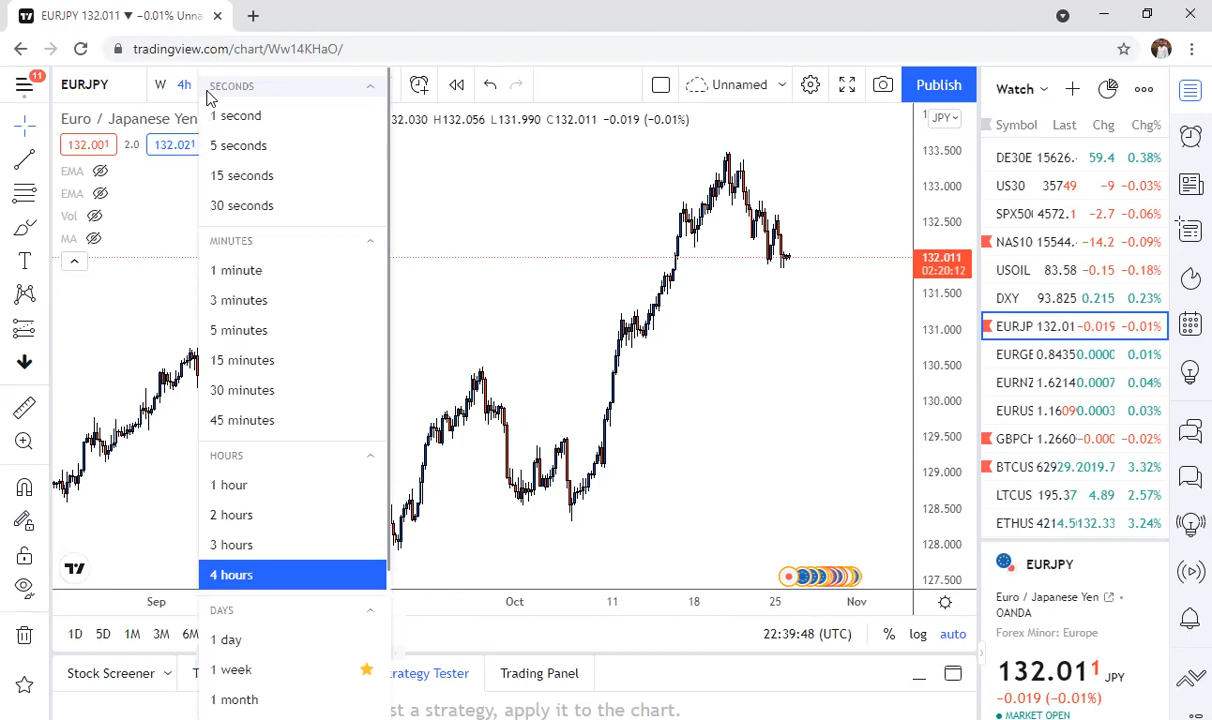 EURJPY 132.011 ▼ −0.01% Unna
tradingview.com/chart/Ww14KHaO/
11
EURJPY
W
4h
Unnamed
Publish
Euro / Japanese Yen
32.030 H132.056 L131.990 C132.011 −0.019 (−0.01%)
132.001
2.0
132.021
EMA
EMA
Vol
MA
SECONDS
1 second
5 seconds
15 seconds
30 seconds
MINUTES
1 minute
3 minutes
5 minutes
15 minutes
30 minutes
45 minutes
HOURS
1 hour
2 hours
3 hours
4 hours
DAYS
1 day
1 week
1 month
JPY
133.500
133.000
132.500
132.011
02:20:12
131.500
131.000
130.500
130.000
129.500
129.000
128.500
128.000
127.500
Sep
Oct
11
18
25
Nov
1D 5D 1M 3M 6M
22:39:48 (UTC)
%
log
auto
Stock Screener
rategy Tester
Trading Panel
st a strategy, apply it to the chart.
Watch
Symbol Last Chg Chg%
DE30E 15626. 59.4 0.38%
US30 35749 −9 −0.03%
SPX50 4572.1 −2.7 −0.06%
NAS10 15544. −14.2 −0.09%
USOIL 83.58 −0.15 −0.18%
DXY 93.825 0.215 0.23%
EURJP 132.01 −0.019 −0.01%
EURGE 0.8435 0.0000 0.01%
EURNZ 1.6214 0.0007 0.04%
EURUS 1.1609 0.0003 0.03%
GBPCH 1.2660 −0.000 −0.02%
BTCUS 62929. 2019.7 3.32%
LTCUS 195.37 4.89 2.57%
ETHUS 4214.5 132.33 3.24%
EURJPY
Euro / Japanese Yen
OANDA
Forex Minor: Europe
132.011 JPY
−0.019 (−0.01%)
MARKET OPEN